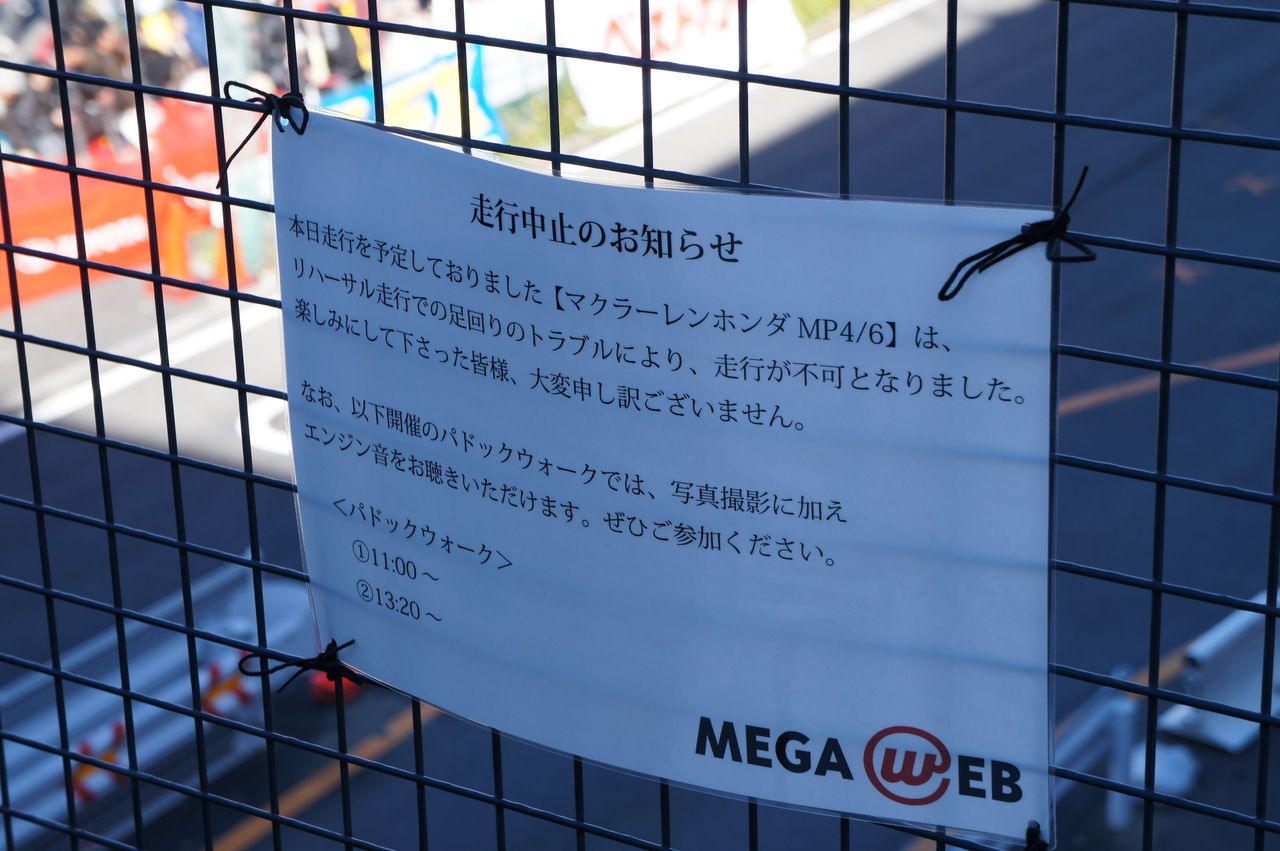 走行中止のお知らせ
本日走行を予定しておりました【マクラーレンホンダ MP4/6】は、
リハーサル走行での足回りのトラブルにより、走行が不可となりました。
楽しみにして下さった皆様、大変申し訳ございません。
なお、以下開催のパドックウォークでは、写真撮影に加え
エンジン音をお聴きいただけます。ぜひご参加ください。
＜パドックウォーク＞
①11:00～
②13:20～
MEGA WEB